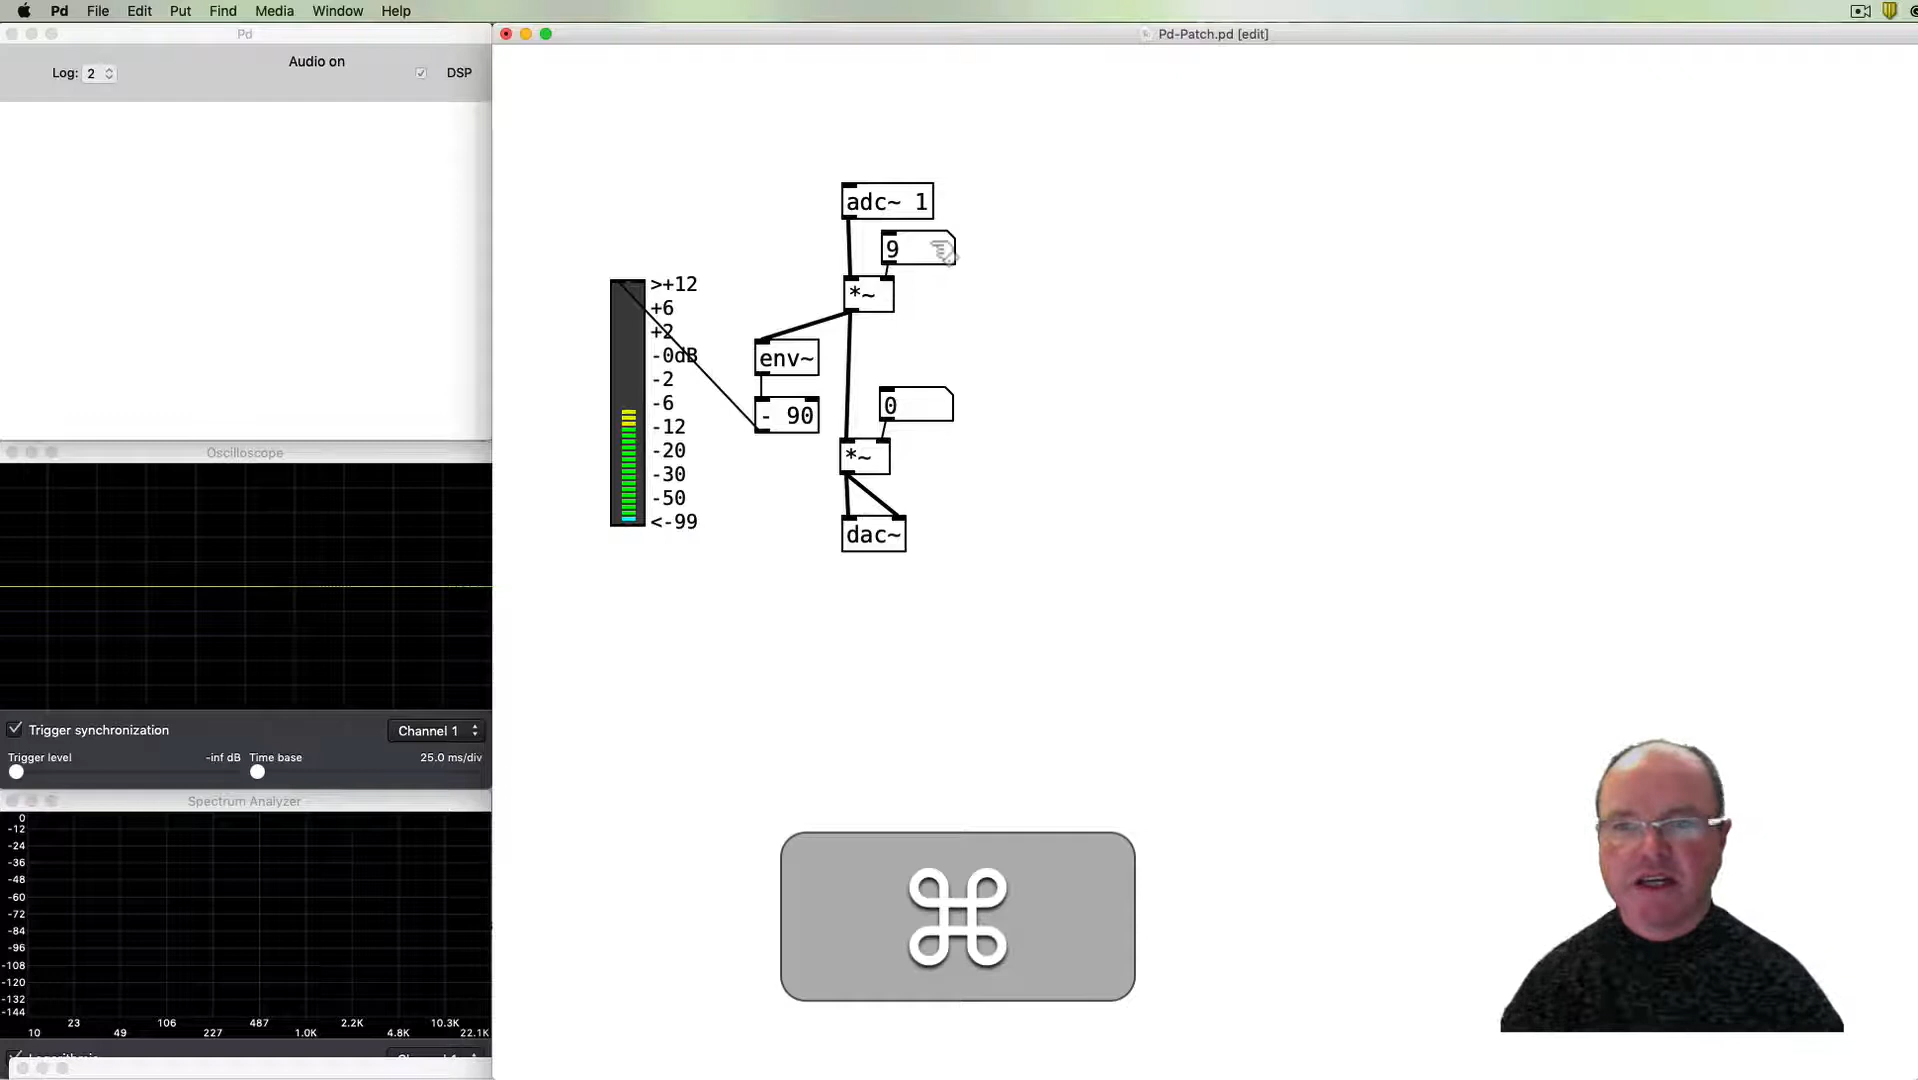 Pd File Edit Put Find Media Window Help
Pd
Pd-Patch.pd [edit]
Audio on
Log: 2
DSP
adc~ 1
9
*~
>+12
+6
+2
-0dB
-2
-6
-12
-20
-30
-50
<-99
env~
- 90
0
*~
dac~
Oscilloscope
Trigger synchronization
Channel 1
Trigger level
-inf dB
Time base
25.0 ms/div
Spectrum Analyzer
0
-12
-24
-36
-48
-60
-72
-84
-96
-108
-120
-132
-144
23 106 487 2.2K 10.3K
10 49 227 1.0K 4.8K 22.1K
Logarithmic
Channel 1